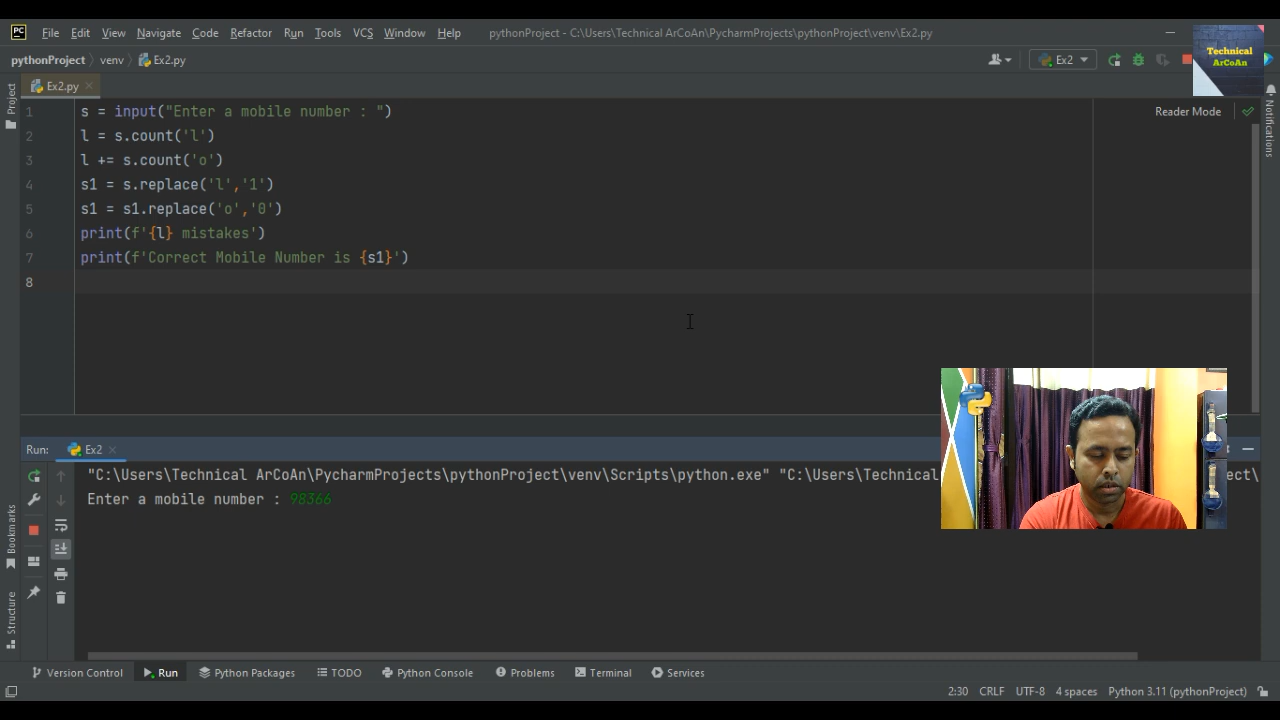 PC File Edit View Navigate Code Refactor Run Tools VCS Window Help pythonProject - C:\Users\Technical ArCoAn\PycharmProjects\pythonProject\venv\Ex2.py
Technical
ArCoAn
pythonProject venv Ex2.py Ex2
Project
Ex2.py
Notifications
Reader Mode
1 s = input("Enter a mobile number : ")
2 l = s.count('l')
3 l += s.count('o')
4 s1 = s.replace('l','1')
5 s1 = s1.replace('o','0')
6 print(f'{l} mistakes')
7 print(f'Correct Mobile Number is {s1}')
8
Run: Ex2
"C:\Users\Technical ArCoAn\PycharmProjects\pythonProject\venv\Scripts\python.exe" "C:\Users\Technical
Enter a mobile number : 98366
Bookmarks
Structure
Version Control Run Python Packages TODO Python Console Problems Terminal Services
2:30 CRLF UTF-8 4 spaces Python 3.11 (pythonProject)